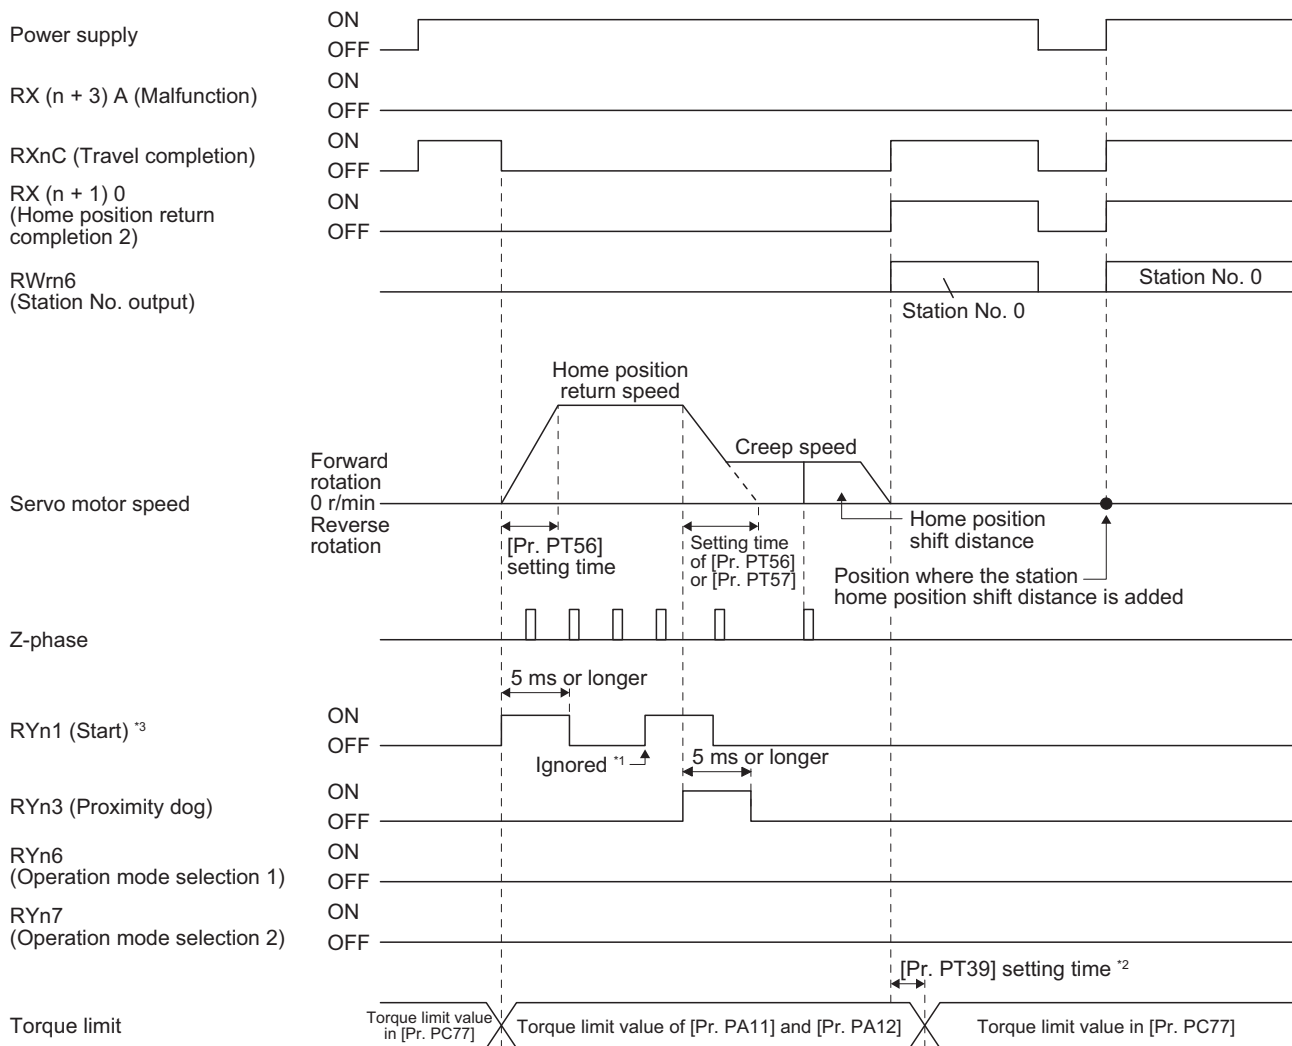 Power supply
ON
OFF
RX (n + 3) A (Malfunction)
ON
OFF
RXnC (Travel completion)
ON
OFF
RX (n + 1) 0
(Home position return
completion 2)
ON
OFF
RWrn6
(Station No. output)
Station No. 0
Station No. 0
Home position
return speed
Creep speed
Servo motor speed
Forward
rotation
0 r/min
Reverse
rotation
[Pr. PT56]
setting time
Setting time
of [Pr. PT56]
or [Pr. PT57]
Home position
shift distance
Position where the station
home position shift distance is added
Z-phase
5 ms or longer
RYn1 (Start) *3
ON
OFF
Ignored *1
5 ms or longer
RYn3 (Proximity dog)
ON
OFF
RYn6
(Operation mode selection 1)
ON
OFF
RYn7
(Operation mode selection 2)
ON
OFF
[Pr. PT39] setting time *2
Torque limit
Torque limit value
in [Pr. PC77]
Torque limit value of [Pr. PA11] and [Pr. PA12]
Torque limit value in [Pr. PC77]